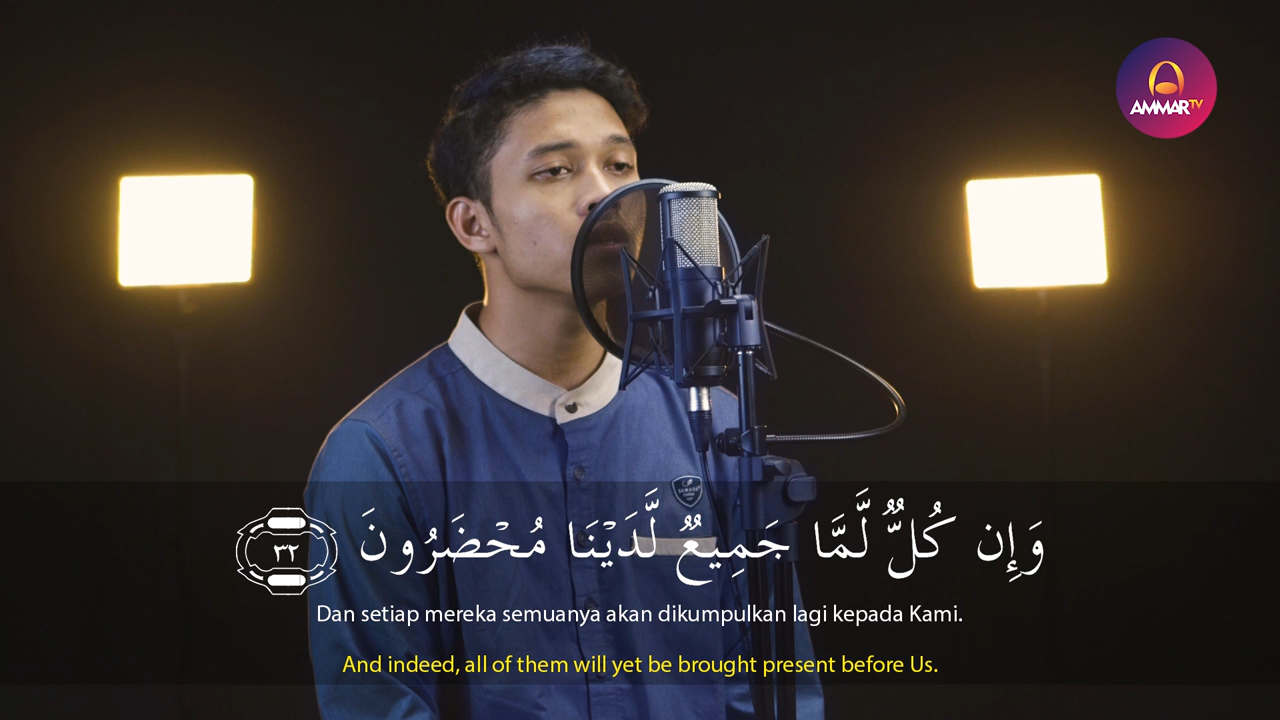 AMMARTV
وَإِن كُلٌّ لَّمَّا جَمِيعٌ لَّدَيْنَا مُحْضَرُونَ ٣٢
Dan setiap mereka semuanya akan dikumpulkan lagi kepada Kami.
And indeed, all of them will yet be brought present before Us.